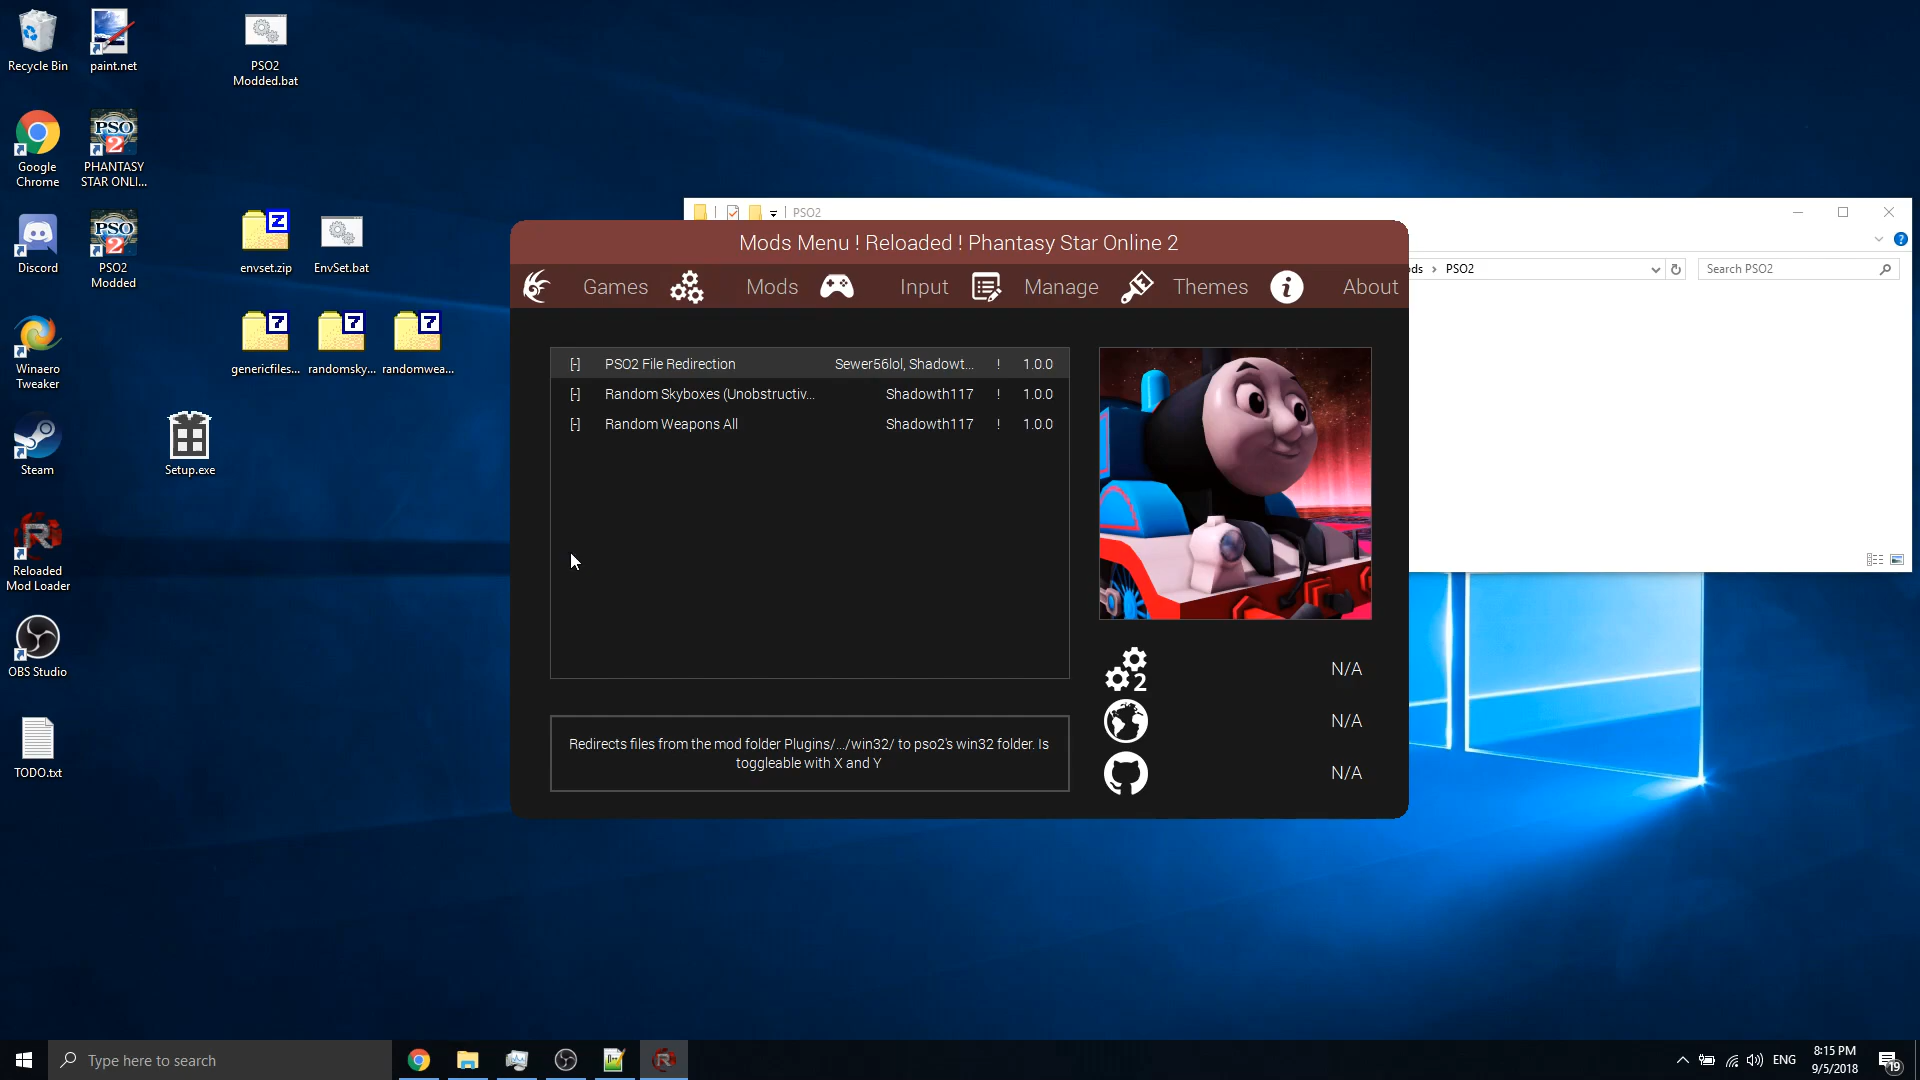 Recycle Bin
paint.net
PSO2
Modded.bat
Google
Chrome
PHANTASY
STAR ONLI...
Discord
PSO2
Modded
envset.zip
EnvSet.bat
Winaero
Tweaker
genericfiles...
randomsky...
randomwea...
Steam
Setup.exe
Reloaded
Mod Loader
OBS Studio
TODO.txt
PSO2
ds › PSO2
Search PSO2
Mods Menu ! Reloaded ! Phantasy Star Online 2
Games Mods Input Manage Themes About
[-] PSO2 File Redirection Sewer56lol, Shadowt... ! 1.0.0
[-] Random Skyboxes (Unobstructiv... Shadowth117 ! 1.0.0
[-] Random Weapons All Shadowth117 ! 1.0.0
2 N/A
N/A
N/A
Redirects files from the mod folder Plugins/.../win32/ to pso2's win32 folder. Is
toggleable with X and Y
Type here to search
ENG
8:15 PM
9/5/2018
19